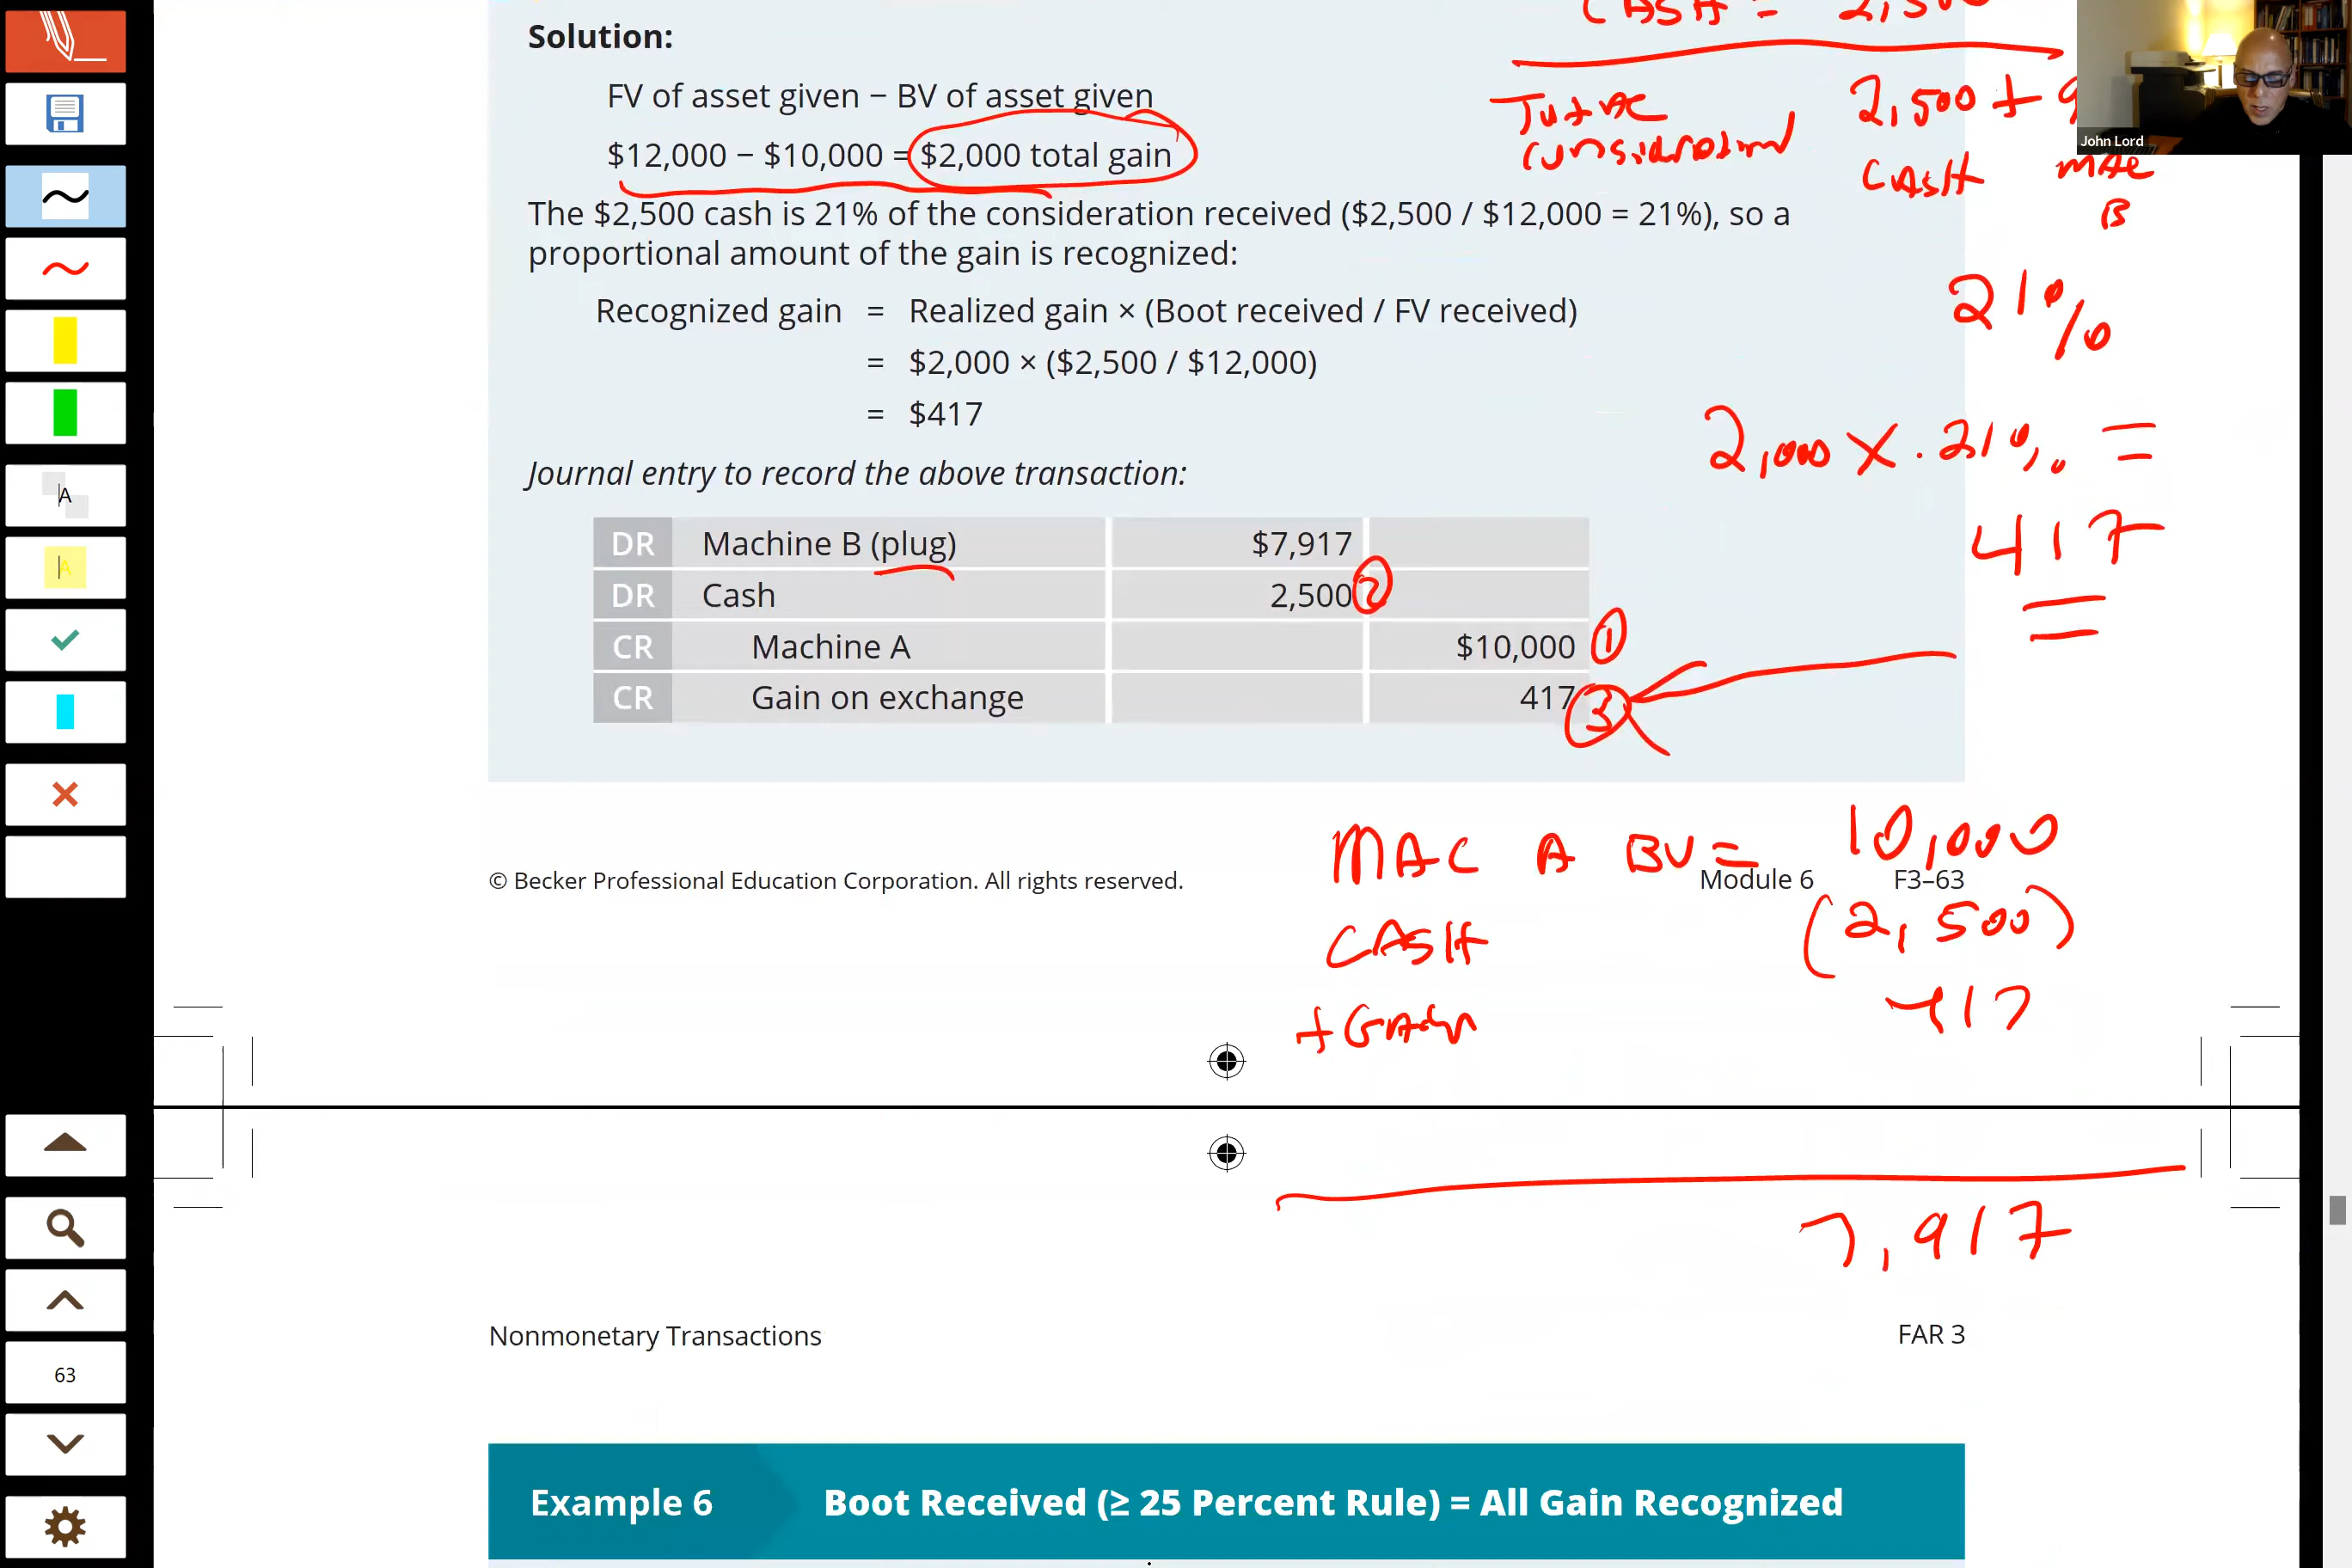 CASH = 2,500
Solution:
FV of asset given − BV of asset given
$12,000 − $10,000 = $2,000 total gain
2,500 + 9
consideration
CASH MAC
B
John Lord
The $2,500 cash is 21% of the consideration received ($2,500 / $12,000 = 21%), so a
proportional amount of the gain is recognized:
21%
Recognized gain = Realized gain × (Boot received / FV received)
= $2,000 × ($2,500 / $12,000)
= $417
2,000 X .21% =
417
Journal entry to record the above transaction:
DR Machine B (plug) $7,917
DR Cash 2,500 2
CR Machine A $10,000 1
CR Gain on exchange 417 3
MAC A BV = 10,000
© Becker Professional Education Corporation. All rights reserved. Module 6 F3–63
CASH (2,500)
+ GAIN 417
7,917
Nonmonetary Transactions FAR 3
Example 6 Boot Received (≥ 25 Percent Rule) = All Gain Recognized
A
A
63